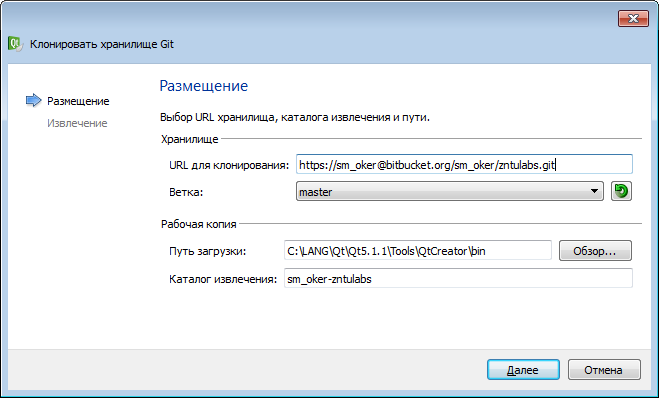 Qt
Клонировать хранилище Git
Размещение
Извлечение
Размещение
Выбор URL хранилища, каталога извлечения и пути.
Хранилище
URL для клонирования: https://sm_oker@bitbucket.org/sm_oker/zntulabs.git
Ветка: master
Рабочая копия
Путь загрузки: C:\LANG\Qt\Qt5.1.1\Tools\QtCreator\bin Обзор...
Каталог извлечения: sm_oker-zntulabs
Далее Отмена